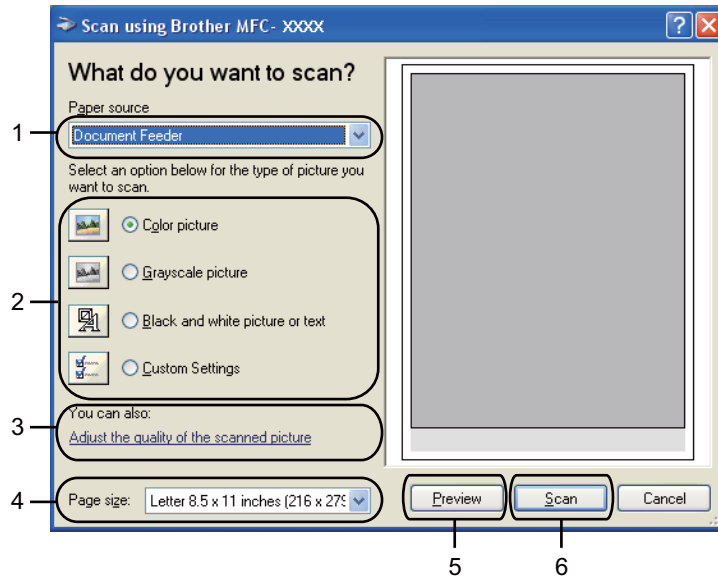 Scan using Brother MFC- XXXX
What do you want to scan?
Paper source
1
Document Feeder
Select an option below for the type of picture you
want to scan.
Color picture
Grayscale picture
2
Black and white picture or text
Custom Settings
You can also:
3
Adjust the quality of the scanned picture
4
Page size:
Letter 8.5 x 11 inches (216 x 279
Preview
Scan
Cancel
5
6